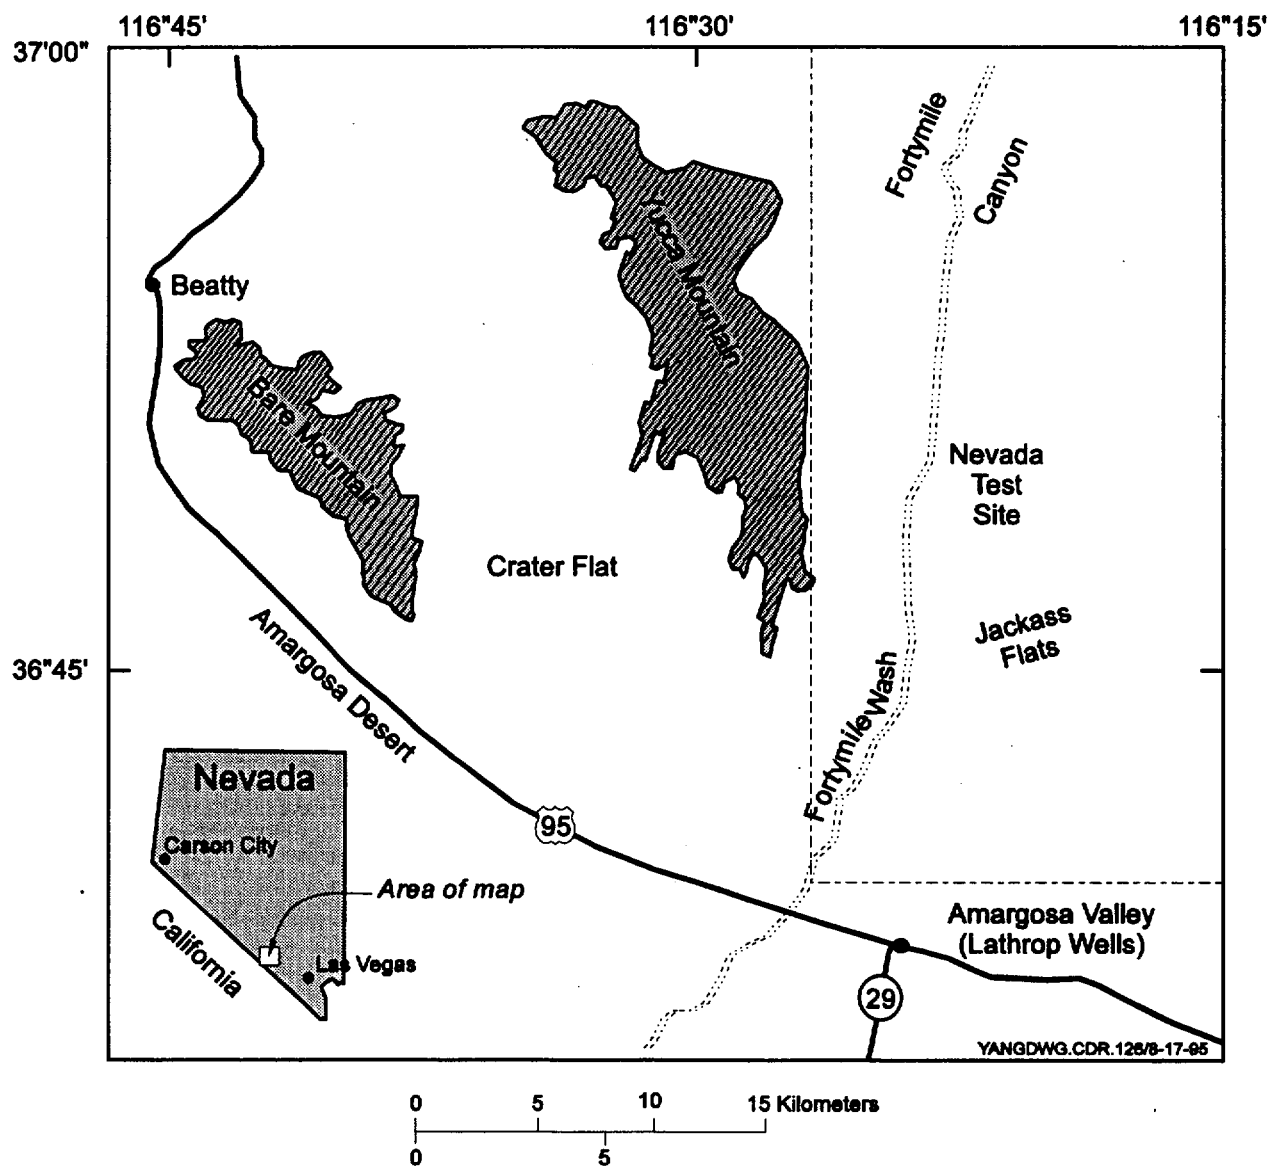 116"45'
116"30'
116"15'
37'00"
Fortymile
Canyon
Yucca Mountain
Beatty
Bare Mountain
Nevada
Test
Site
Crater Flat
Jackass
Flats
36"45'
Amargosa Desert
Fortymile Wash
Nevada
95
Carson City
Area of map
California
Las Vegas
Amargosa Valley
(Lathrop Wells)
29
YANGDWG.CDR.126/8-17-95
0 5 10 15 Kilometers
0 5